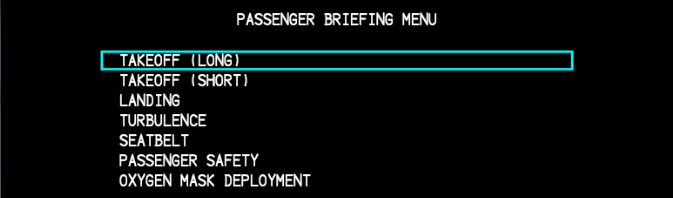 PASSENGER BRIEFING MENU
TAKEOFF (LONG)
TAKEOFF (SHORT)
LANDING
TURBULENCE
SEATBELT
PASSENGER SAFETY
OXYGEN MASK DEPLOYMENT